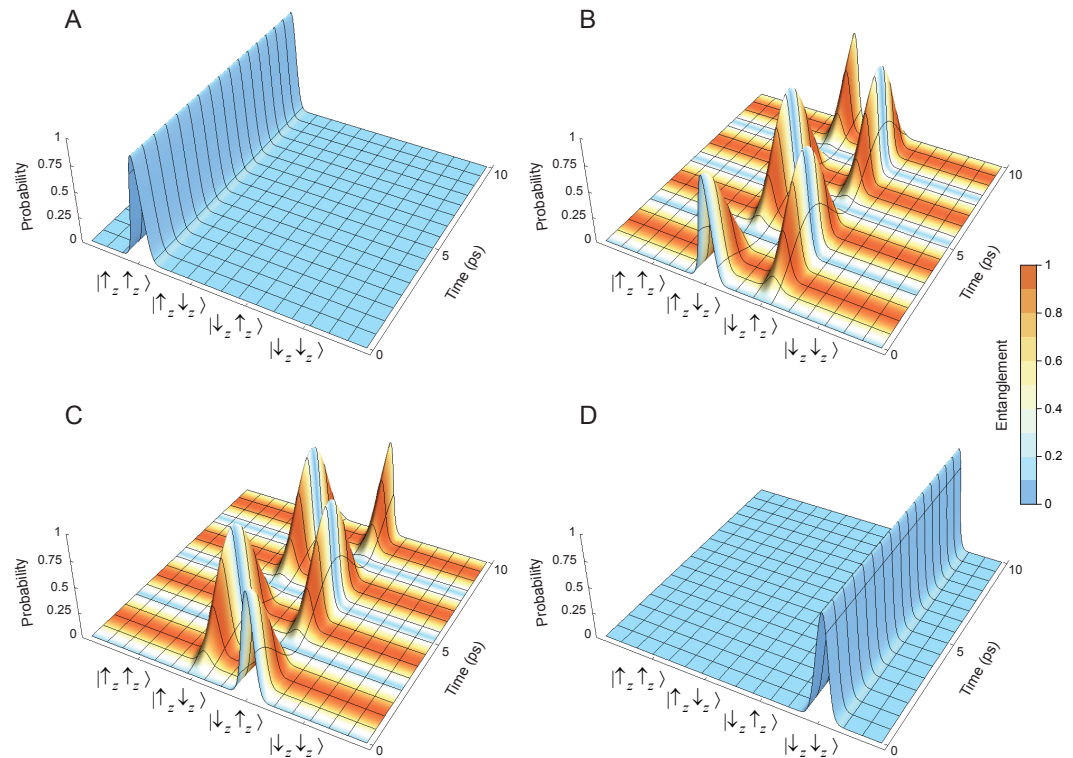 A
Probability
1
0.75
0.5
0.25
0
|↑z ↑z⟩
|↑z ↓z⟩
|↓z ↑z⟩
|↓z ↓z⟩
0
5
10
Time (ps)
B
Probability
1
0.75
0.5
0.25
0
|↑z ↑z⟩
|↑z ↓z⟩
|↓z ↑z⟩
|↓z ↓z⟩
0
5
10
Time (ps)
Entanglement
1
0.8
0.6
0.4
0.2
0
C
Probability
1
0.75
0.5
0.25
0
|↑z ↑z⟩
|↑z ↓z⟩
|↓z ↑z⟩
|↓z ↓z⟩
0
5
10
Time (ps)
D
Probability
1
0.75
0.5
0.25
0
|↑z ↑z⟩
|↑z ↓z⟩
|↓z ↑z⟩
|↓z ↓z⟩
0
5
10
Time (ps)